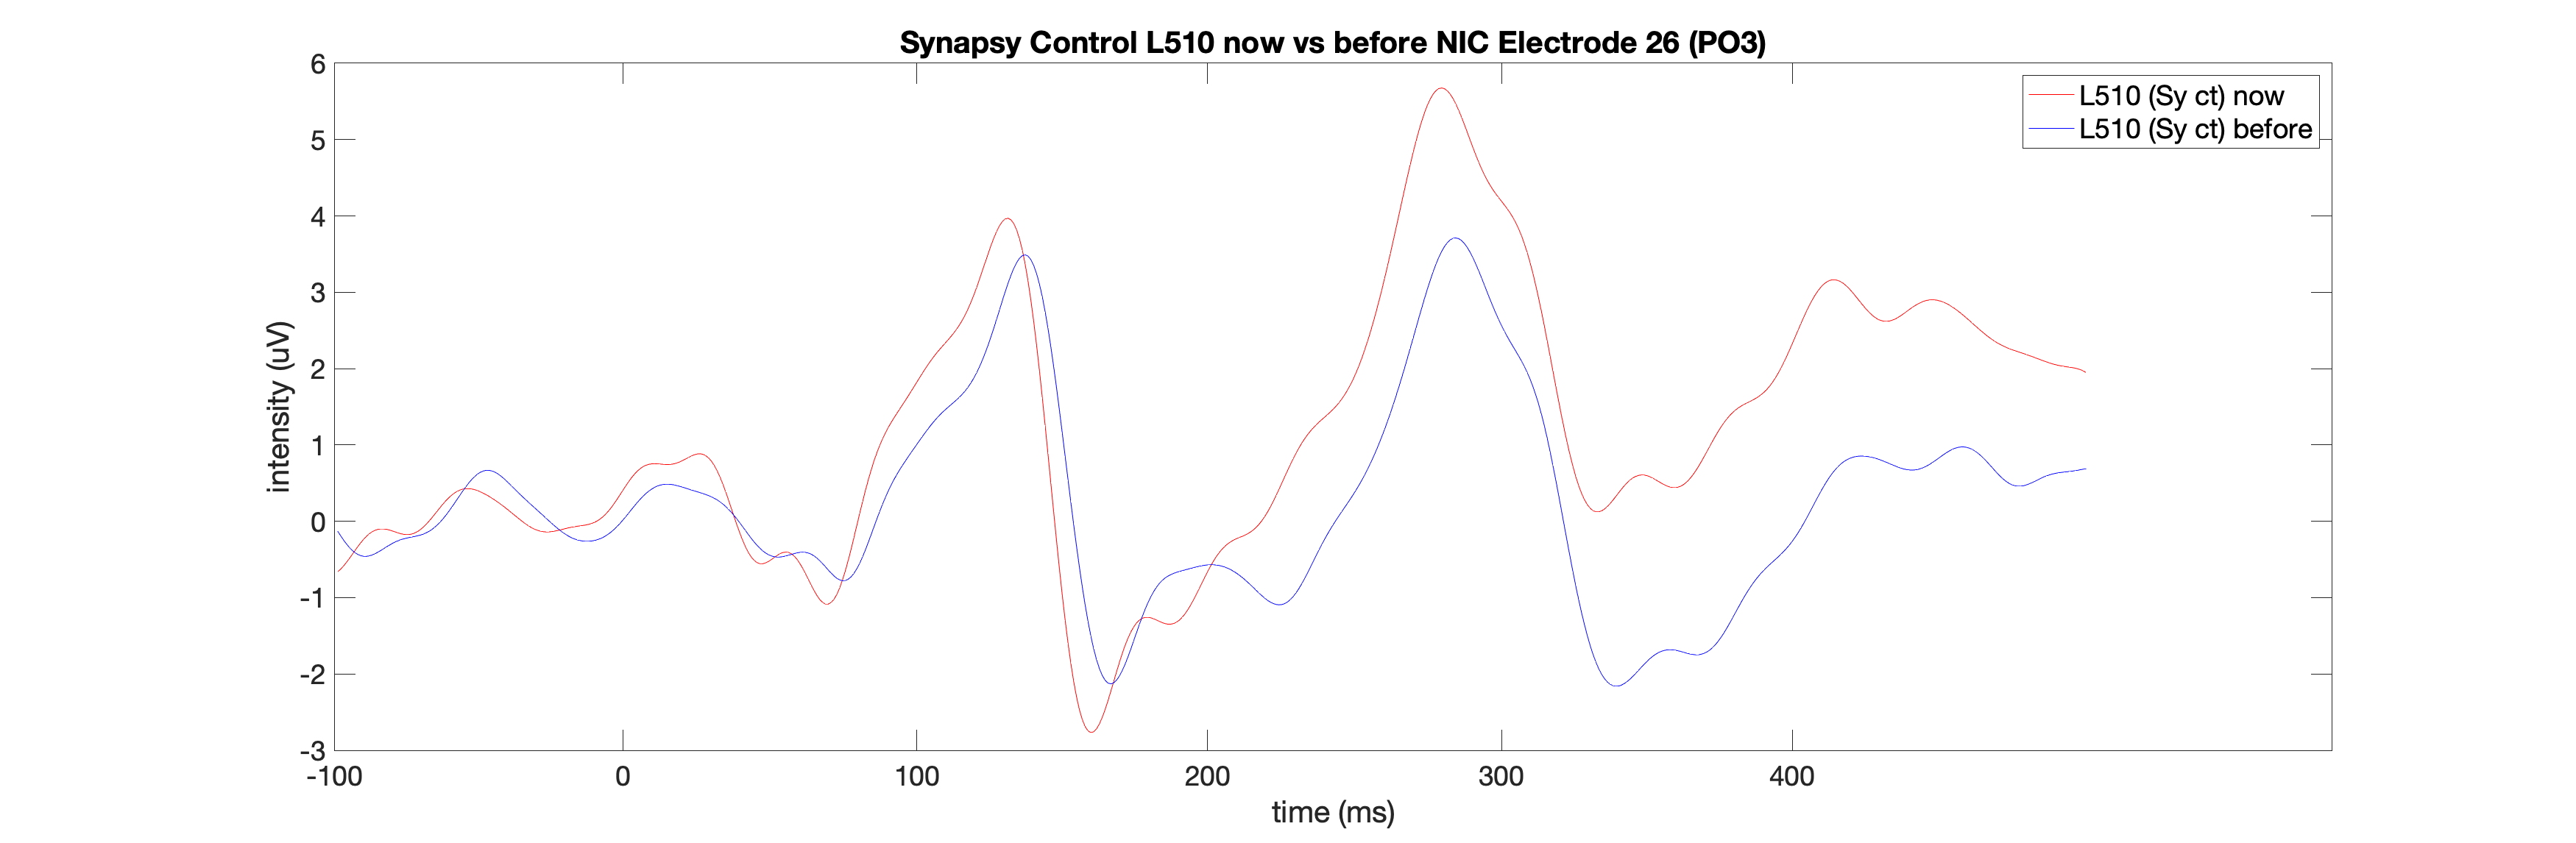 Synapsy Control L510 now vs before NIC Electrode 26 (PO3)
L510 (Sy ct) now
L510 (Sy ct) before
intensity (uV)
6
5
4
3
2
1
0
-1
-2
-3
-100 0 100 200 300 400
time (ms)